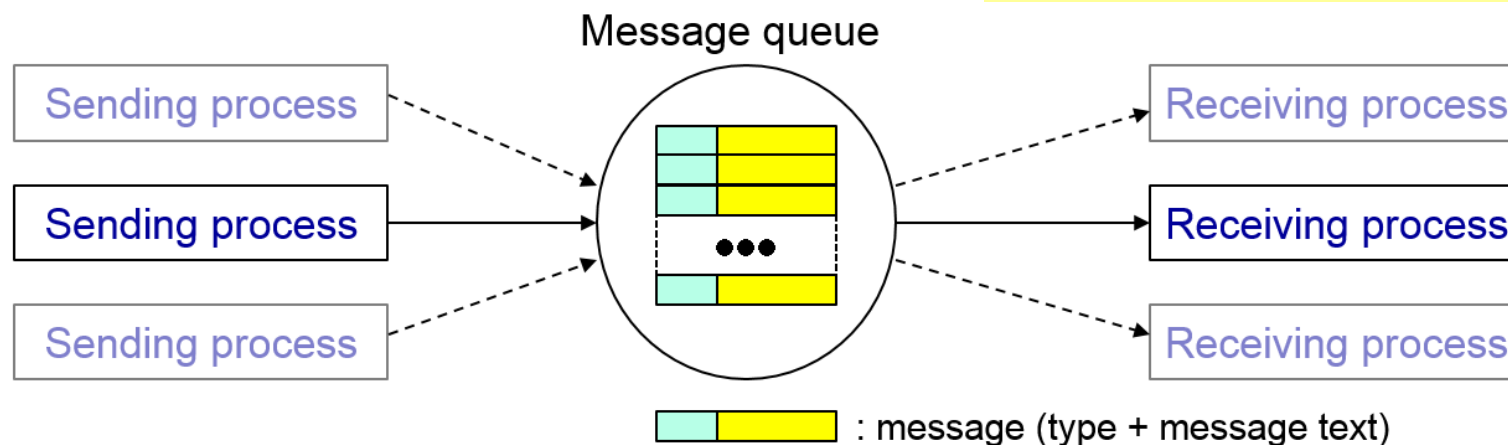 Message queue
Sending process
Receiving process
Sending process
Receiving process
Sending process
Receiving process
: message (type + message text)